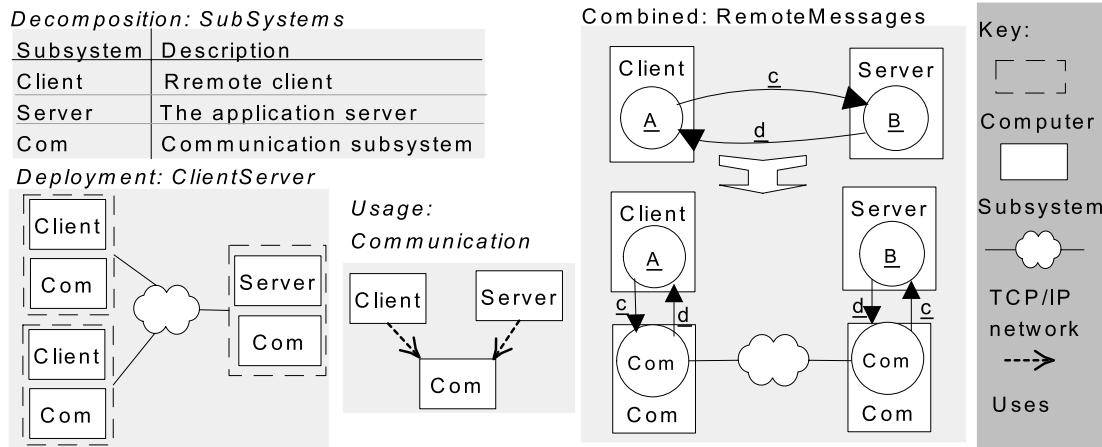 Decomposition: SubSystems
Subsystem Description
Client Rremote client
Server The application server
Com Communication subsystem
Deployment: ClientServer
Client
Com
Client
Com
Server
Com
Usage:
Communication
Client Server
Com
Combined: RemoteMessages
Client Server
c
A B
d
Client Server
A B
c d d c
Com Com
Com Com
Key:
Computer
Subsystem
TCP/IP
network
Uses